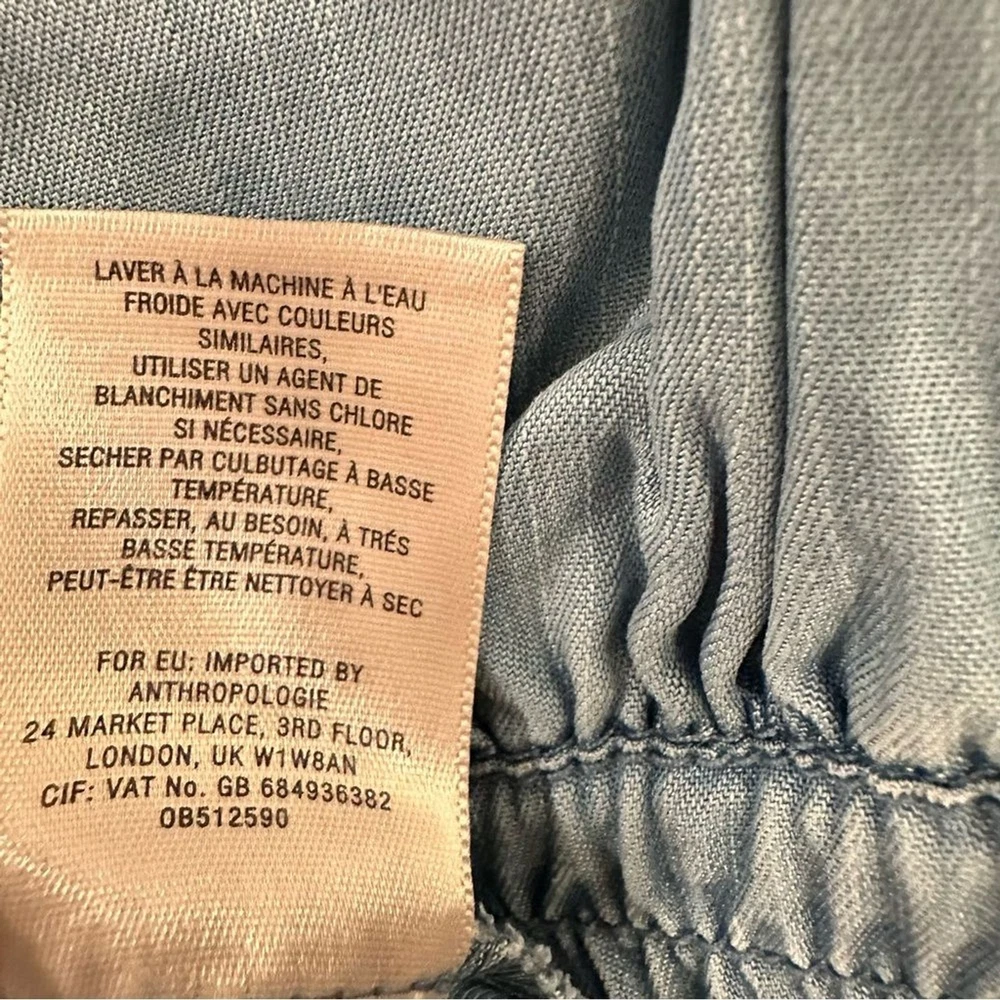 LAVER À LA MACHINE À L'EAU
FROIDE AVEC COULEURS
SIMILAIRES,
UTILISER UN AGENT DE
BLANCHIMENT SANS CHLORE
SI NÉCESSAIRE,
SECHER PAR CULBUTAGE À BASSE
TEMPÉRATURE,
REPASSER, AU BESOIN, À TRÉS
BASSE TEMPÉRATURE,
PEUT-ÊTRE ÊTRE NETTOYER À SEC
FOR EU: IMPORTED BY
ANTHROPOLOGIE
24 MARKET PLACE, 3RD FLOOR,
LONDON, UK W1W8AN
CIF: VAT No. GB 684936382
OB512590